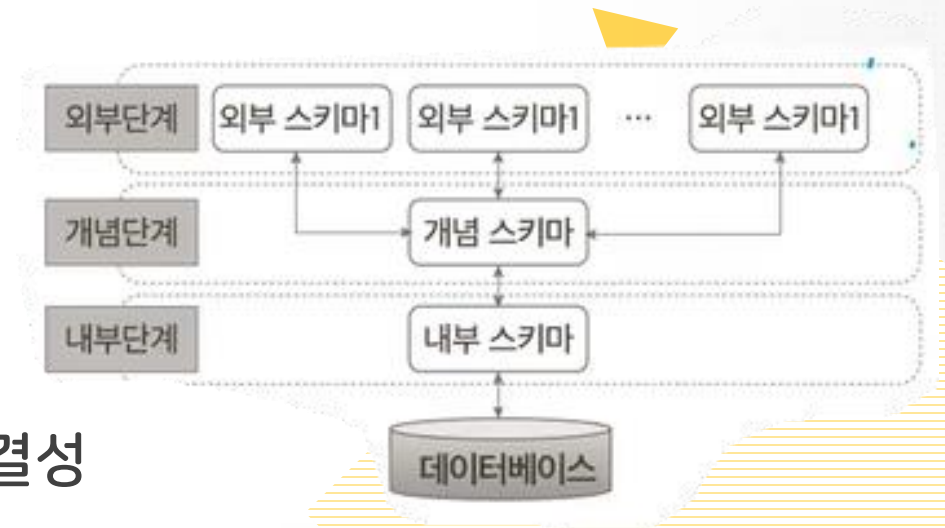 외부단계 외부 스키마1 외부 스키마1 ... 외부 스키마1
개념단계 개념 스키마
내부단계 내부 스키마
결성
데이터베이스